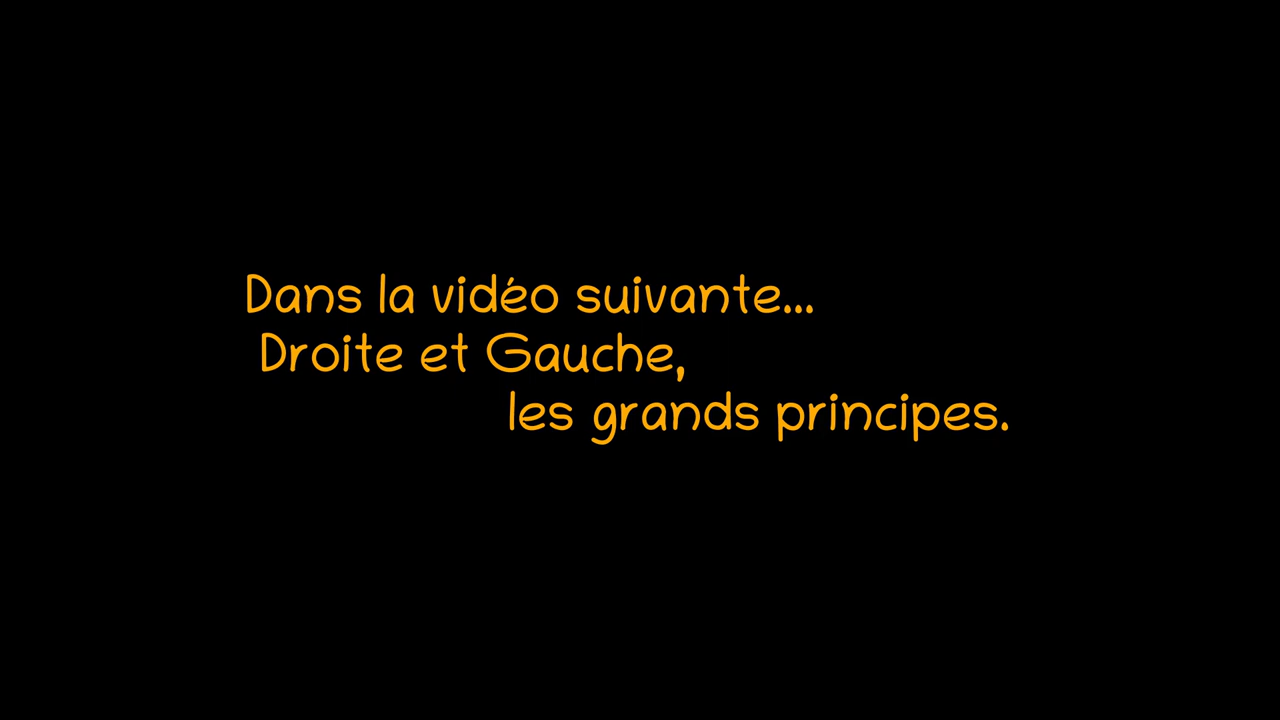 Dans la vidéo suivante...
Droite et Gauche,
les grands principes.